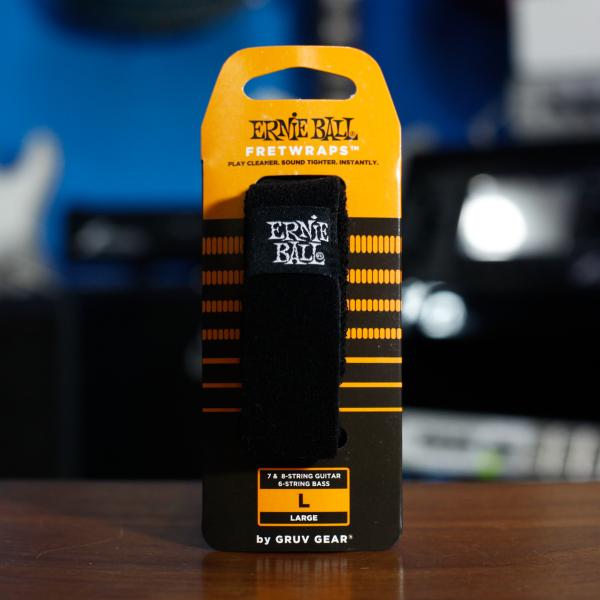 ERNIE BALL®
FRETWRAPS™
PLAY CLEANER. SOUND TIGHTER. INSTANTLY.
ERNIE
BALL®
7 & 8-STRING GUITAR
6-STRING BASS
L
LARGE
by GRUV GEAR®